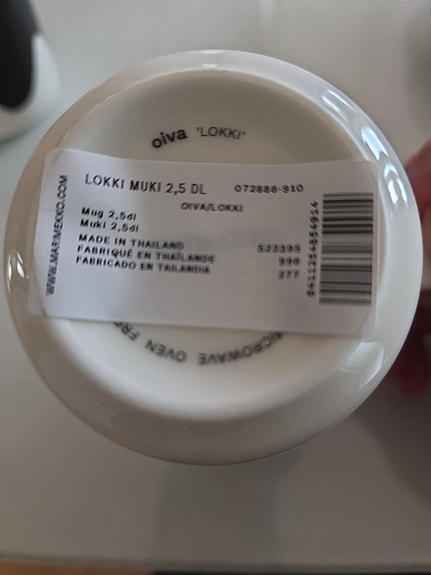 oiva 'LOKKI'
LOKKI MUKI 2,5 DL 072886-910
OIVA/LOKKI
Mug 2,5dl
Muki 2,5dl
MADE IN THAILAND
FABRIQUÉ EN THAÏLANDE
FABRICADO EN TAILANDIA
277
WWW.MARIMEKKO.COM
MICROWAVE OVEN